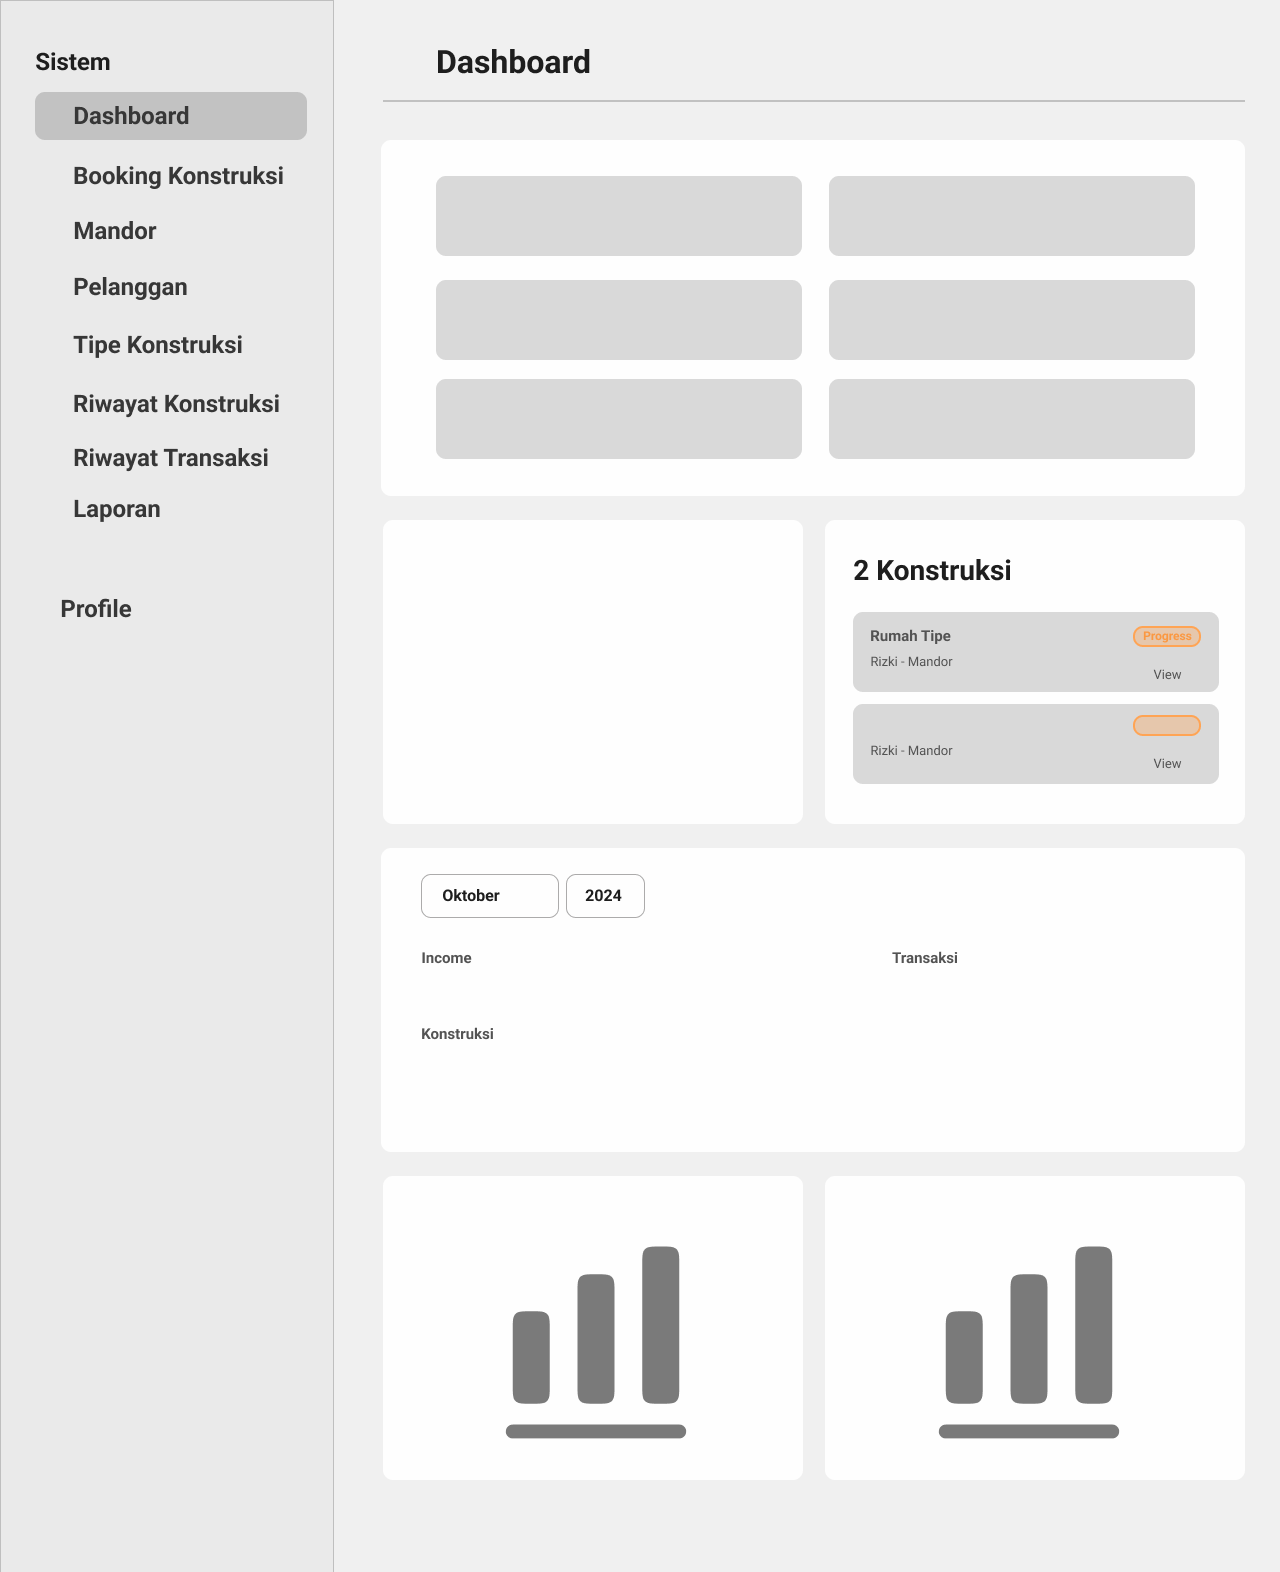 Sistem
Dashboard
Booking Konstruksi
Mandor
Pelanggan
Tipe Konstruksi
Riwayat Konstruksi
Riwayat Transaksi
Laporan
Profile
Dashboard
2 Konstruksi
Rumah Tipe
Progress
Rizki - Mandor
View
Rizki - Mandor
View
Oktober
2024
Income
Transaksi
Konstruksi